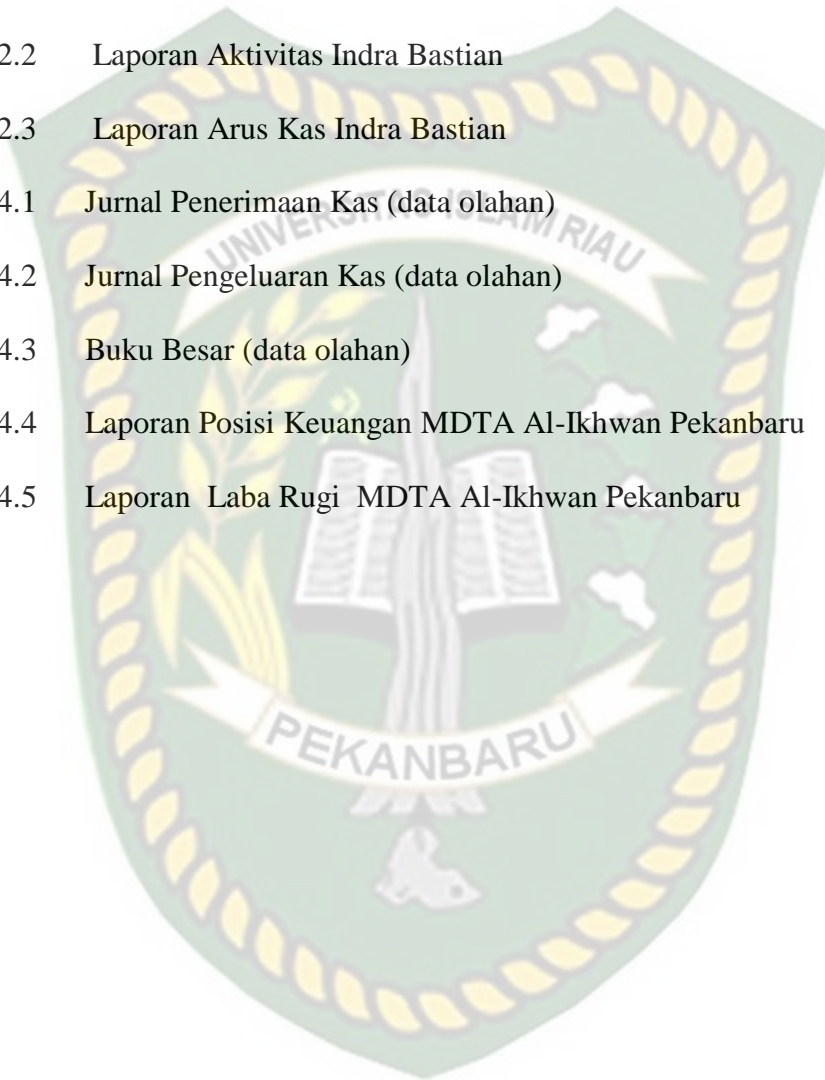 2.2 Laporan Aktivitas Indra Bastian
2.3 Laporan Arus Kas Indra Bastian
4.1 Jurnal Penerimaan Kas (data olahan)
UNIVERSITAS ISLAM RIAU
4.2 Jurnal Pengeluaran Kas (data olahan)
4.3 Buku Besar (data olahan)
4.4 Laporan Posisi Keuangan MDTA Al-Ikhwan Pekanbaru
4.5 Laporan Laba Rugi MDTA Al-Ikhwan Pekanbaru
PEKANBARU